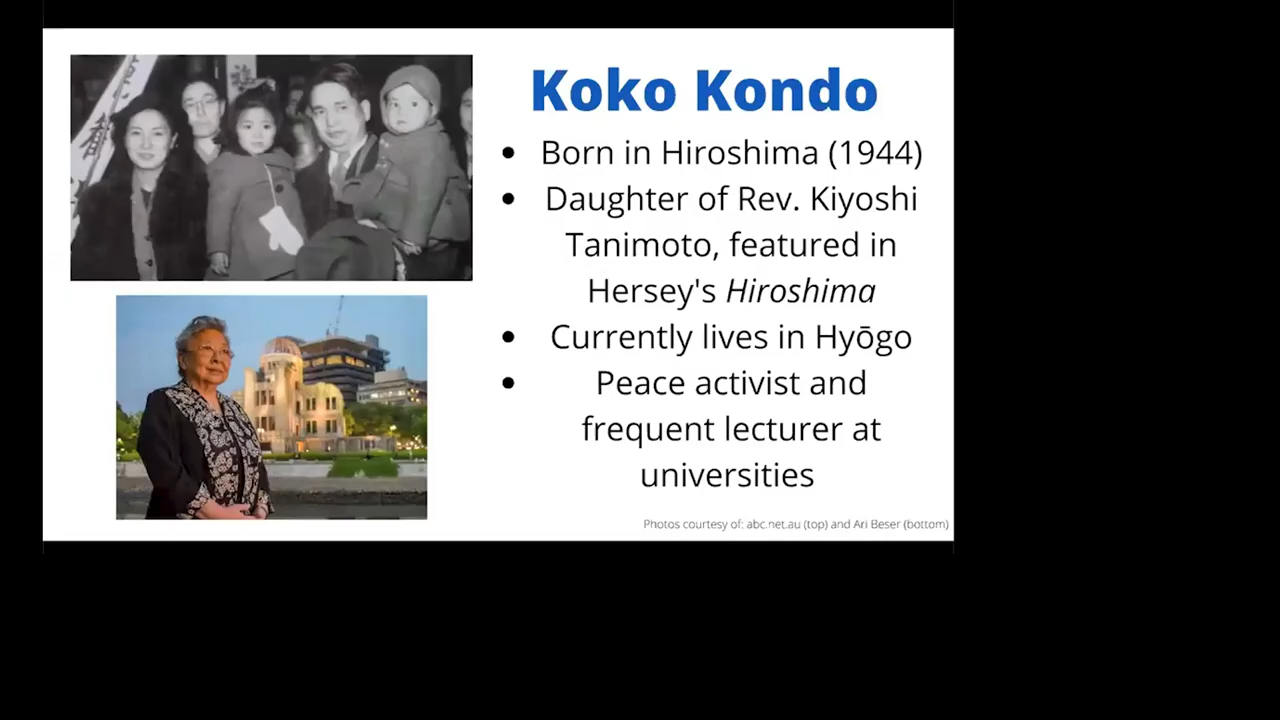 Koko Kondo
• Born in Hiroshima (1944)
• Daughter of Rev. Kiyoshi
Tanimoto, featured in
Hersey's Hiroshima
• Currently lives in Hyōgo
• Peace activist and
frequent lecturer at
universities
Photos courtesy of: abc.net.au (top) and Ari Beser (bottom)